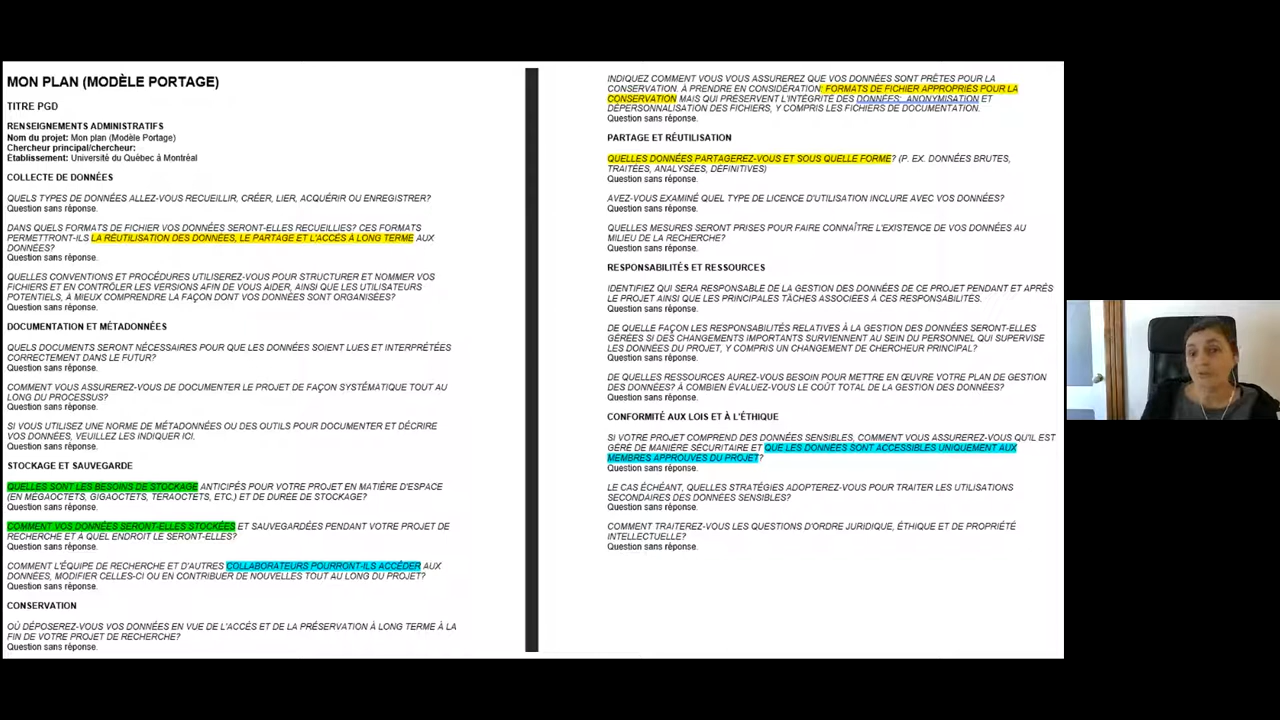 MON PLAN (MODÈLE PORTAGE)
TITRE PGD
RENSEIGNEMENTS ADMINISTRATIFS
Nom du projet: Mon plan (Modèle Portage)
Chercheur principal/chercheur:
Établissement: Université du Québec à Montréal
COLLECTE DE DONNÉES
QUELS TYPES DE DONNÉES ALLEZ-VOUS RECUEILLIR, CRÉER, LIER, ACQUÉRIR OU ENREGISTRER?
Question sans réponse.
DANS QUELS FORMATS DE FICHIER VOS DONNÉES SERONT-ELLES RECUEILLIES? CES FORMATS
PERMETTRONT-ILS LA RÉUTILISATION DES DONNÉES, LE PARTAGE ET L'ACCÈS À LONG TERME AUX
DONNÉES?
Question sans réponse.
QUELLES CONVENTIONS ET PROCÉDURES UTILISEREZ-VOUS POUR STRUCTURER ET NOMMER VOS
FICHIERS ET EN CONTRÔLER LES VERSIONS AFIN DE VOUS AIDER, AINSI QUE LES UTILISATEURS
POTENTIELS, À MIEUX COMPRENDRE LA FAÇON DONT VOS DONNÉES SONT ORGANISÉES?
Question sans réponse.
DOCUMENTATION ET MÉTADONNÉES
QUELS DOCUMENTS SERONT NÉCESSAIRES POUR QUE LES DONNÉES SOIENT LUES ET INTERPRÉTÉES
CORRECTEMENT DANS LE FUTUR?
Question sans réponse.
COMMENT VOUS ASSUREREZ-VOUS DE DOCUMENTER LE PROJET DE FAÇON SYSTÉMATIQUE TOUT AU
LONG DU PROCESSUS?
Question sans réponse.
SI VOUS UTILISEZ UNE NORME DE MÉTADONNÉES OU DES OUTILS POUR DOCUMENTER ET DÉCRIRE
VOS DONNÉES, VEUILLEZ LES INDIQUER ICI.
Question sans réponse.
STOCKAGE ET SAUVEGARDE
QUELLES SONT LES BESOINS DE STOCKAGE ANTICIPÉS POUR VOTRE PROJET EN MATIÈRE D'ESPACE
(EN MÉGAOCTETS, GIGAOCTETS, TÉRAOCTETS, ETC.) ET DE DURÉE DE STOCKAGE?
Question sans réponse.
COMMENT VOS DONNÉES SERONT-ELLES STOCKÉES ET SAUVEGARDÉES PENDANT VOTRE PROJET DE
RECHERCHE ET À QUEL ENDROIT LE SERONT-ELLES?
Question sans réponse.
COMMENT L'ÉQUIPE DE RECHERCHE ET D'AUTRES COLLABORATEURS POURRONT-ILS ACCÉDER AUX
DONNÉES, MODIFIER CELLES-CI OU EN CONTRIBUER DE NOUVELLES TOUT AU LONG DU PROJET?
Question sans réponse.
CONSERVATION
OÙ DÉPOSEREZ-VOUS VOS DONNÉES EN VUE DE L'ACCÈS ET DE LA PRÉSERVATION À LONG TERME À LA
FIN DE VOTRE PROJET DE RECHERCHE?
Question sans réponse.
INDIQUEZ COMMENT VOUS VOUS ASSUREREZ QUE VOS DONNÉES SONT PRÊTES POUR LA
CONSERVATION. À PRENDRE EN CONSIDÉRATION: FORMATS DE FICHIER APPROPRIÉS POUR LA
CONSERVATION MAIS QUI PRÉSERVENT L'INTÉGRITÉ DES DONNÉES; ANONYMISATION ET
DÉPERSONNALISATION DES FICHIERS, Y COMPRIS LES FICHIERS DE DOCUMENTATION.
Question sans réponse.
PARTAGE ET RÉUTILISATION
QUELLES DONNÉES PARTAGEREZ-VOUS ET SOUS QUELLE FORME? (P. EX. DONNÉES BRUTES,
TRAITÉES, ANALYSÉES, DÉFINITIVES)
Question sans réponse.
AVEZ-VOUS EXAMINÉ QUEL TYPE DE LICENCE D'UTILISATION INCLURE AVEC VOS DONNÉES?
Question sans réponse.
QUELLES MESURES SERONT PRISES POUR FAIRE CONNAÎTRE L'EXISTENCE DE VOS DONNÉES AU
MILIEU DE LA RECHERCHE?
Question sans réponse.
RESPONSABILITÉS ET RESSOURCES
IDENTIFIEZ QUI SERA RESPONSABLE DE LA GESTION DES DONNÉES DE CE PROJET PENDANT ET APRÈS
LE PROJET AINSI QUE LES PRINCIPALES TÂCHES ASSOCIÉES À CES RESPONSABILITÉS.
Question sans réponse.
DE QUELLE FAÇON LES RESPONSABILITÉS RELATIVES À LA GESTION DES DONNÉES SERONT-ELLES
GÉRÉES SI DES CHANGEMENTS IMPORTANTS SURVIENNENT AU SEIN DU PERSONNEL QUI SUPERVISE
LES DONNÉES DU PROJET, Y COMPRIS UN CHANGEMENT DE CHERCHEUR PRINCIPAL?
Question sans réponse.
DE QUELLES RESSOURCES AUREZ-VOUS BESOIN POUR METTRE EN ŒUVRE VOTRE PLAN DE GESTION
DES DONNÉES? À COMBIEN ÉVALUEZ-VOUS LE COÛT TOTAL DE LA GESTION DES DONNÉES?
Question sans réponse.
CONFORMITÉ AUX LOIS ET À L'ÉTHIQUE
SI VOTRE PROJET COMPREND DES DONNÉES SENSIBLES, COMMENT VOUS ASSUREREZ-VOUS QU'IL EST
GÉRÉ DE MANIÈRE SÉCURITAIRE ET QUE LES DONNÉES SONT ACCESSIBLES UNIQUEMENT AUX
MEMBRES APPROUVÉS DU PROJET?
Question sans réponse.
LE CAS ÉCHÉANT, QUELLES STRATÉGIES ADOPTEREZ-VOUS POUR TRAITER LES UTILISATIONS
SECONDAIRES DES DONNÉES SENSIBLES?
Question sans réponse.
COMMENT TRAITEREZ-VOUS LES QUESTIONS D'ORDRE JURIDIQUE, ÉTHIQUE ET DE PROPRIÉTÉ
INTELLECTUELLE?
Question sans réponse.